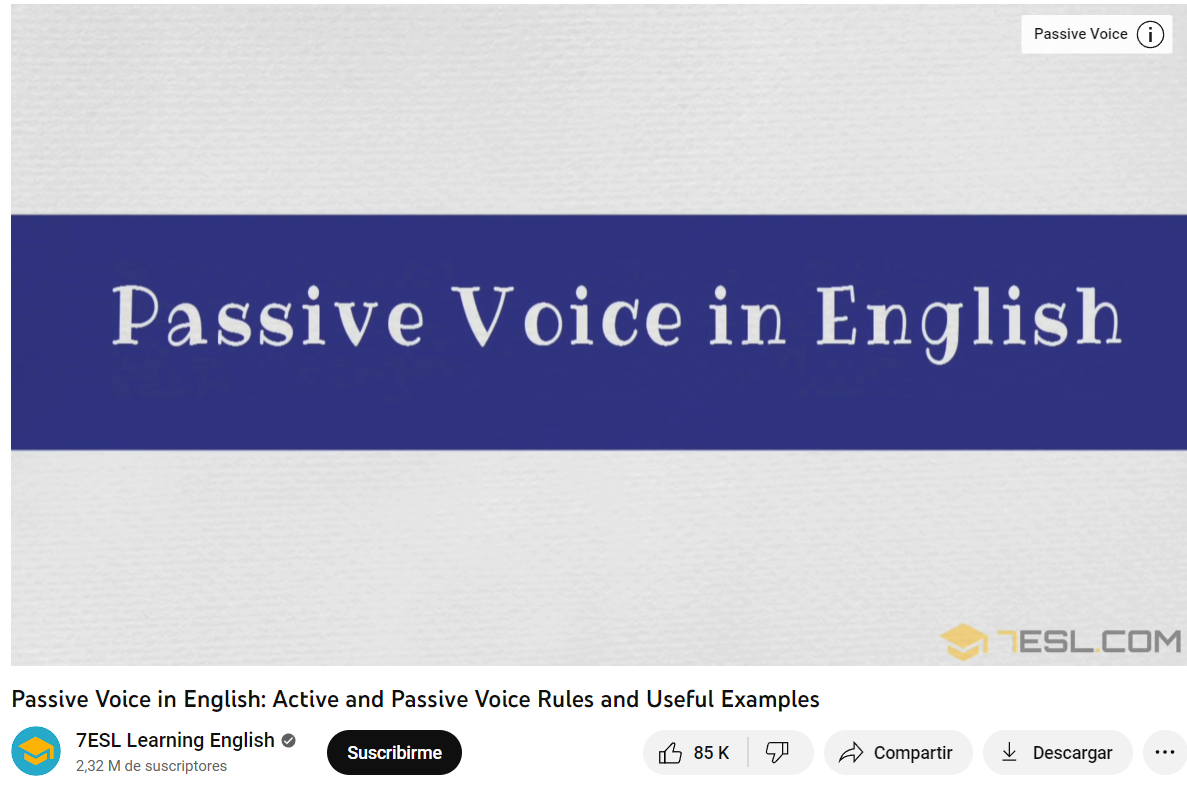 Passive Voice
Passive Voice in English
7ESL.COM
Passive Voice in English: Active and Passive Voice Rules and Useful Examples
7ESL Learning English
2,32 M de suscriptores
Suscribirme
85 K
Compartir
Descargar